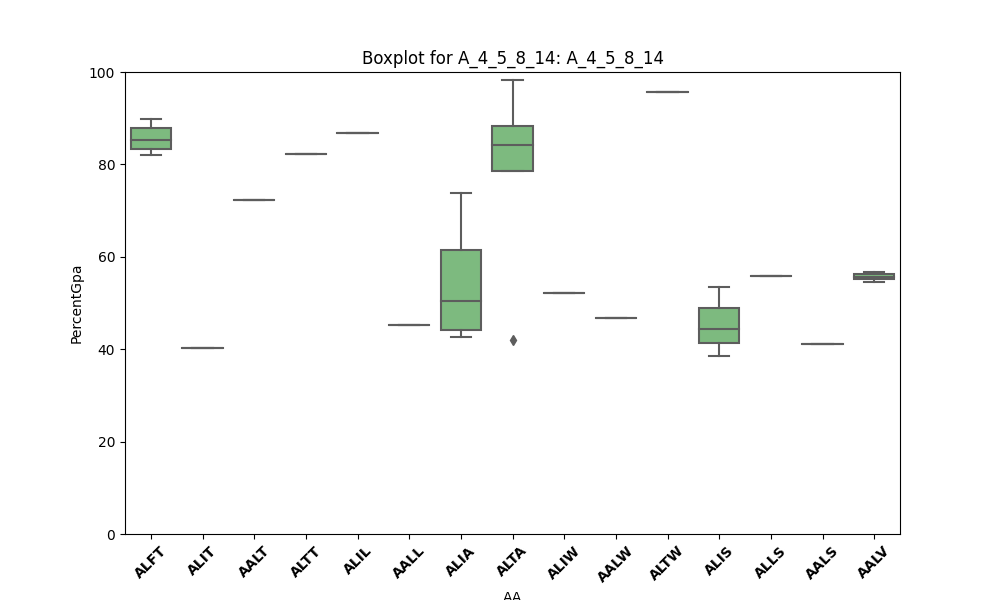 Boxplot for A_4_5_8_14: A_4_5_8_14
100
80
60
40
20
0
PercentGpa
ALFT
ALIT
AALT
ALTT
ALIL
AALL
ALIA
ALTA
ALIW
AALW
ALTW
ALIS
ALLS
AALS
AALV
AA